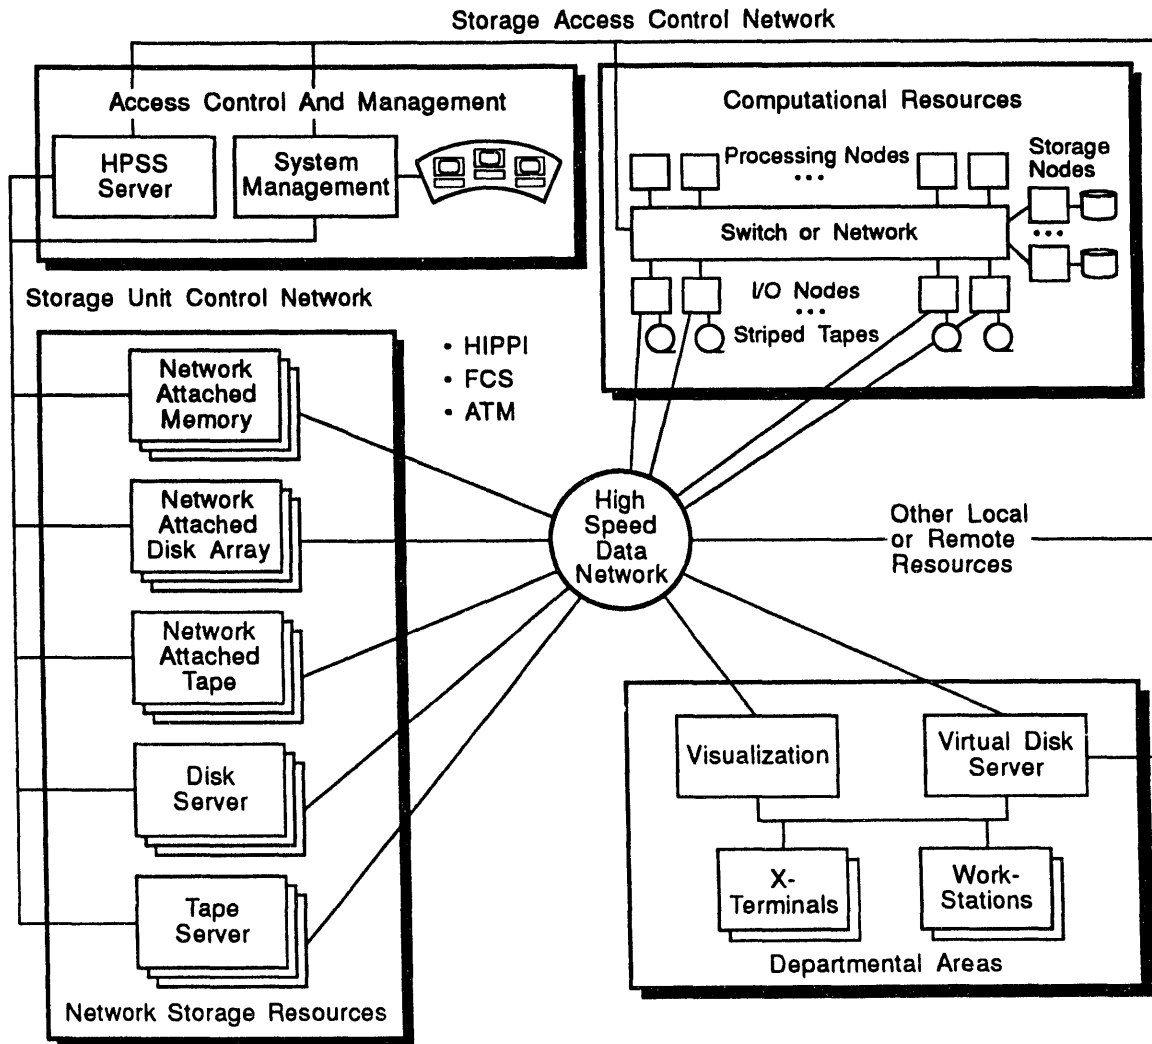 Storage Access Control Network
Access Control And Management
HPSS
Server
System
Management
Computational Resources
Processing Nodes
...
Storage
Nodes
...
Switch or Network
I/O Nodes
...
Striped Tapes
Storage Unit Control Network
• HIPPI
• FCS
• ATM
Network
Attached
Memory
Network
Attached
Disk Array
Network
Attached
Tape
Disk
Server
Tape
Server
Network Storage Resources
High
Speed
Data
Network
Other Local
or Remote
Resources
Visualization
Virtual Disk
Server
X-
Terminals
Work-
Stations
Departmental Areas